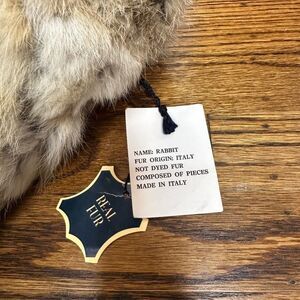 NAME: RABBIT
FUR ORIGIN: ITALY
NOT DYED FUR
COMPOSED OF PIECES
MADE IN ITALY
REAL
FUR